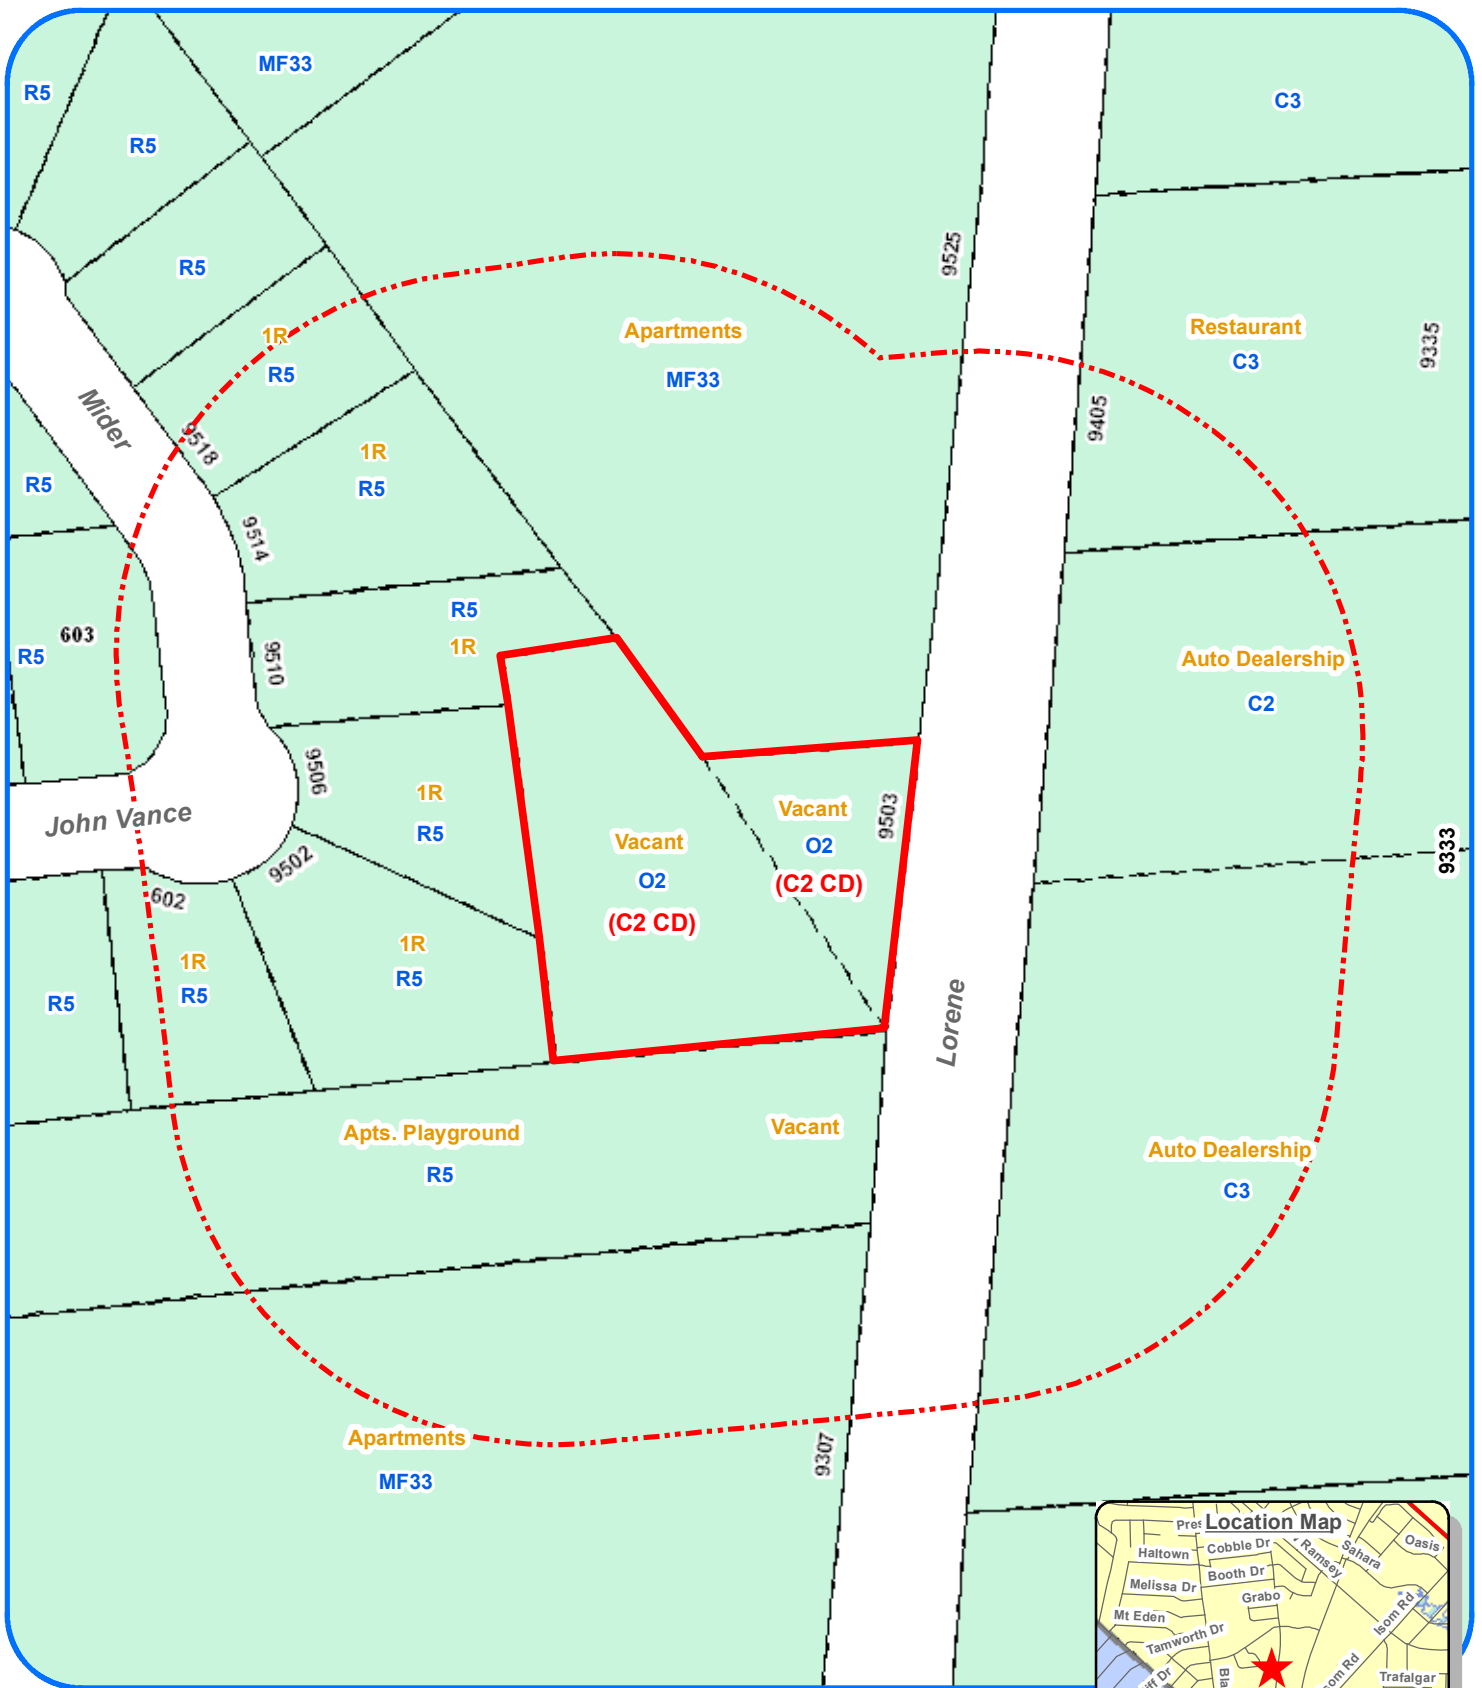 MF33
R5
C3
R5
R5
9525
Restaurant
C3
9335
Apartments
MF33
1R
R5
Mider
9518
9405
1R
R5
R5
9514
R5
1R
603
R5
9510
Auto Dealership
C2
9506
1R
R5
John Vance
9502
602
Vacant
O2
(C2 CD)
Vacant
O2
(C2 CD)
9503
9333
1R
R5
1R
R5
R5
Lorene
Apts. Playground
R5
Vacant
Auto Dealership
C3
Apartments
MF33
9307
Location Map
Haltown
Cobble Dr
Ramsey
Sahara
Oasis
Melissa Dr
Booth Dr
Grabo
Mt Eden
Isom Rd
Tamworth Dr
Trafalgar